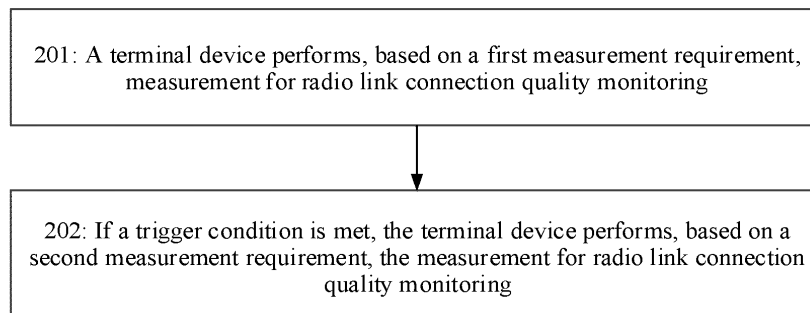 201: A terminal device performs, based on a first measurement requirement,
measurement for radio link connection quality monitoring
202: If a trigger condition is met, the terminal device performs, based on a
second measurement requirement, the measurement for radio link connection
quality monitoring